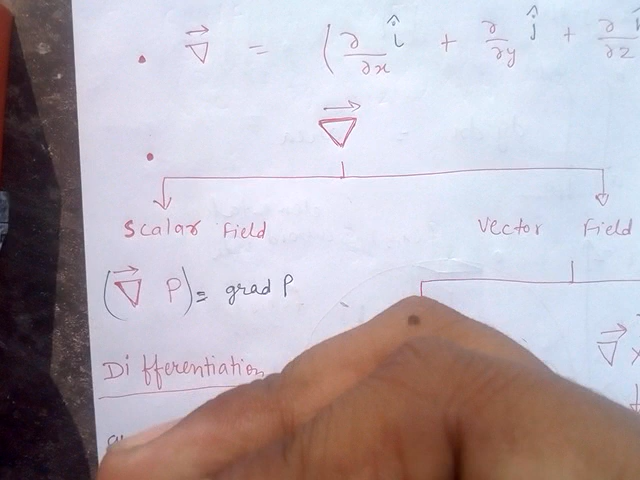 ∇⃗ = (∂/∂x î + ∂/∂y ĵ + ∂/∂z
∇⃗
Scalar Field
Vector Field
(∇⃗ P) = grad P
∇⃗ ×
Differentiation